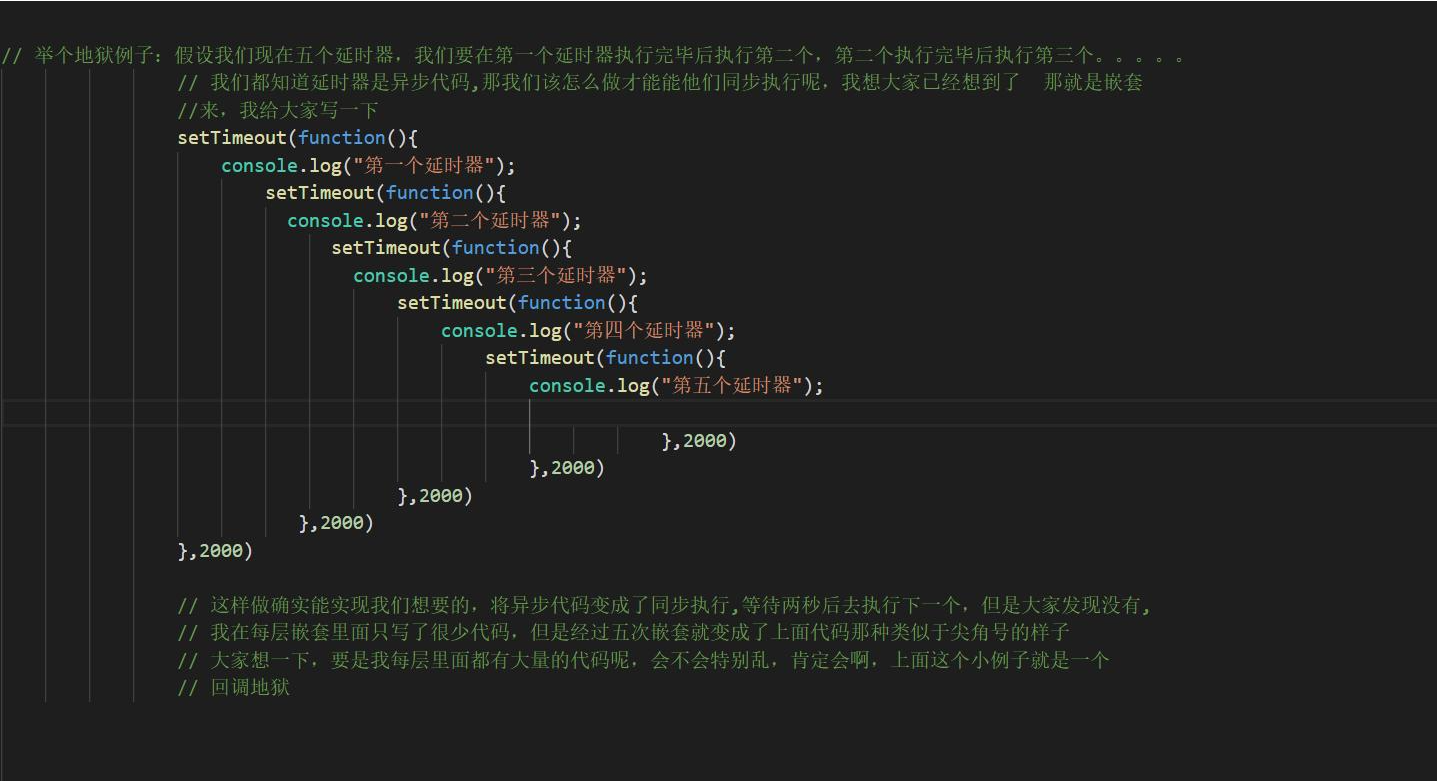 // 举个地狱例子：假设我们现在五个延时器，我们要在第一个延时器执行完毕后执行第二个，第二个执行完毕后执行第三个。。。。。
// 我们都知道延时器是异步代码,那我们该怎么做才能能他们同步执行呢，我想大家已经想到了  那就是嵌套
//来，我给大家写一下
setTimeout(function(){
console.log("第一个延时器");
setTimeout(function(){
console.log("第二个延时器");
setTimeout(function(){
console.log("第三个延时器");
setTimeout(function(){
console.log("第四个延时器");
setTimeout(function(){
console.log("第五个延时器");
},2000)
},2000)
},2000)
},2000)
},2000)
// 这样做确实能实现我们想要的，将异步代码变成了同步执行,等待两秒后去执行下一个，但是大家发现没有,
// 我在每层嵌套里面只写了很少代码，但是经过五次嵌套就变成了上面代码那种类似于尖角号的样子
// 大家想一下，要是我每层里面都有大量的代码呢，会不会特别乱，肯定会啊，上面这个小例子就是一个
// 回调地狱